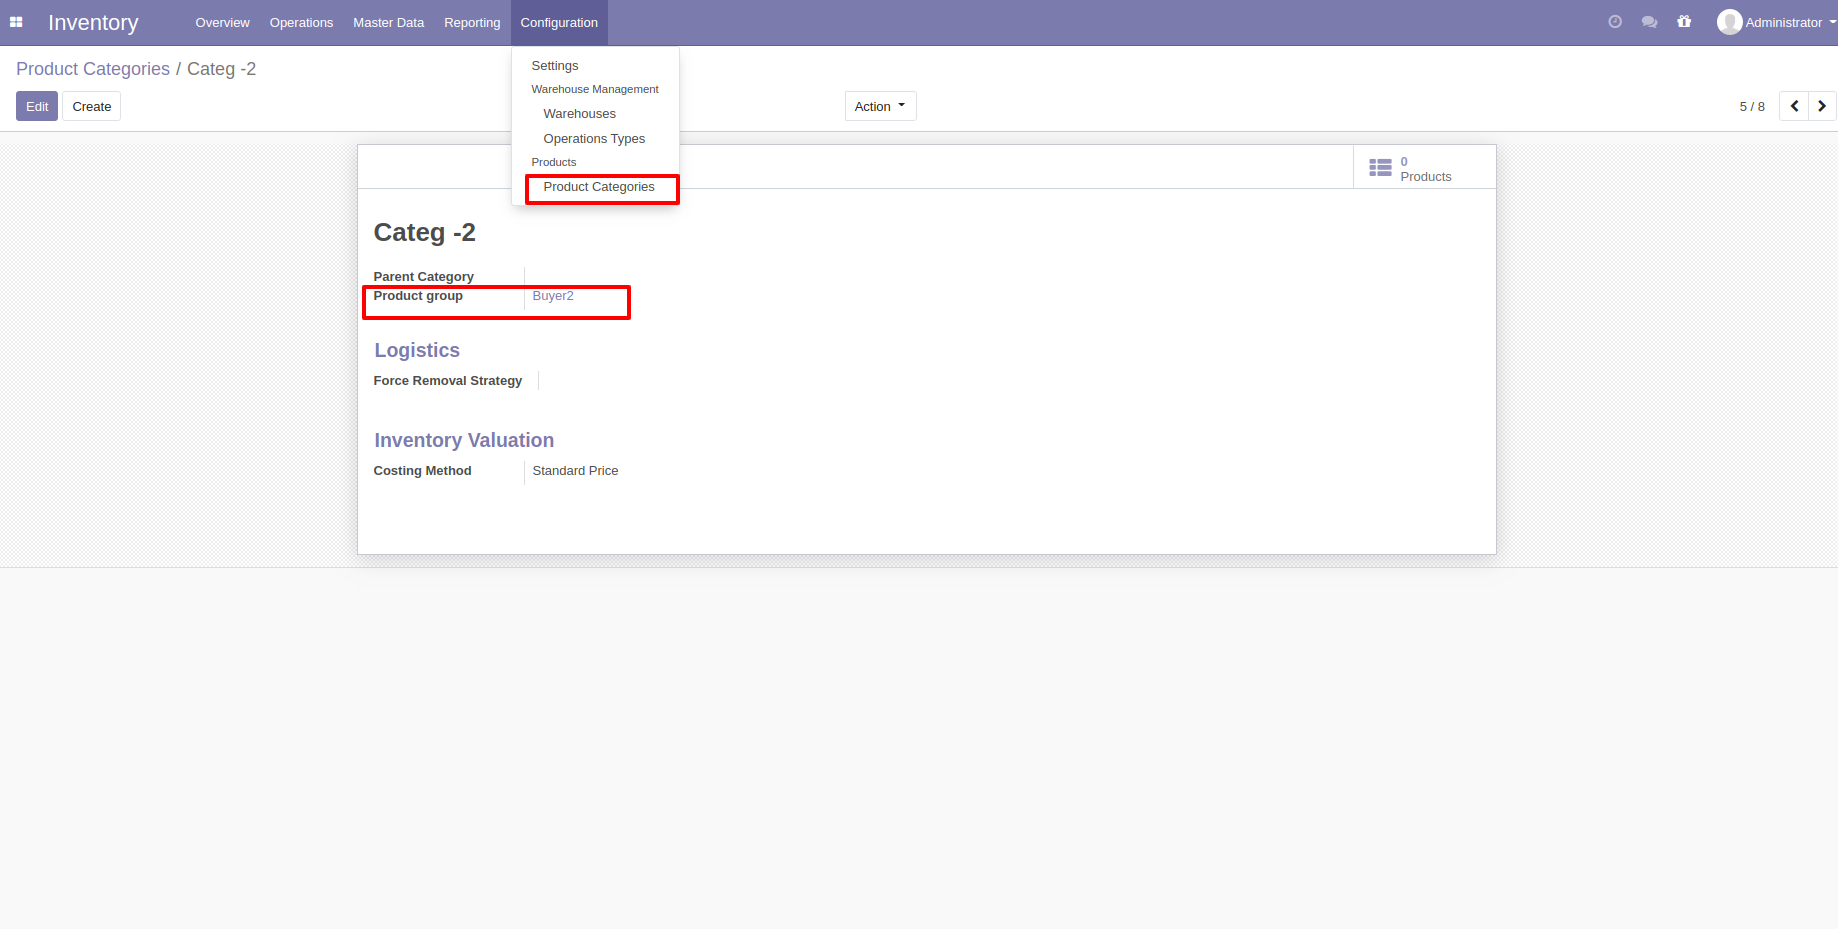 Inventory Overview Operations Master Data Reporting Configuration Administrator
Product Categories / Categ -2
Edit Create Action 5 / 8
Settings
Warehouse Management
Warehouses
Operations Types
Products
Product Categories
0
Products
Categ -2
Parent Category
Product group Buyer2
Logistics
Force Removal Strategy
Inventory Valuation
Costing Method Standard Price